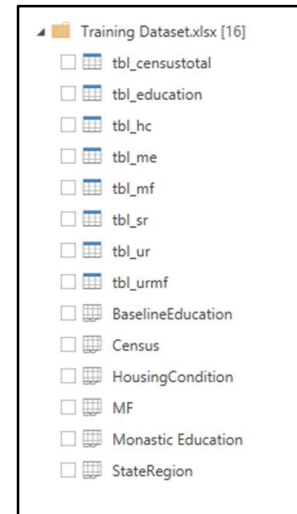 Training Dataset.xlsx [16]
tbl_censustotal
tbl_education
tbl_hc
tbl_me
tbl_mf
tbl_sr
tbl_ur
tbl_urmf
BaselineEducation
Census
HousingCondition
MF
Monastic Education
StateRegion